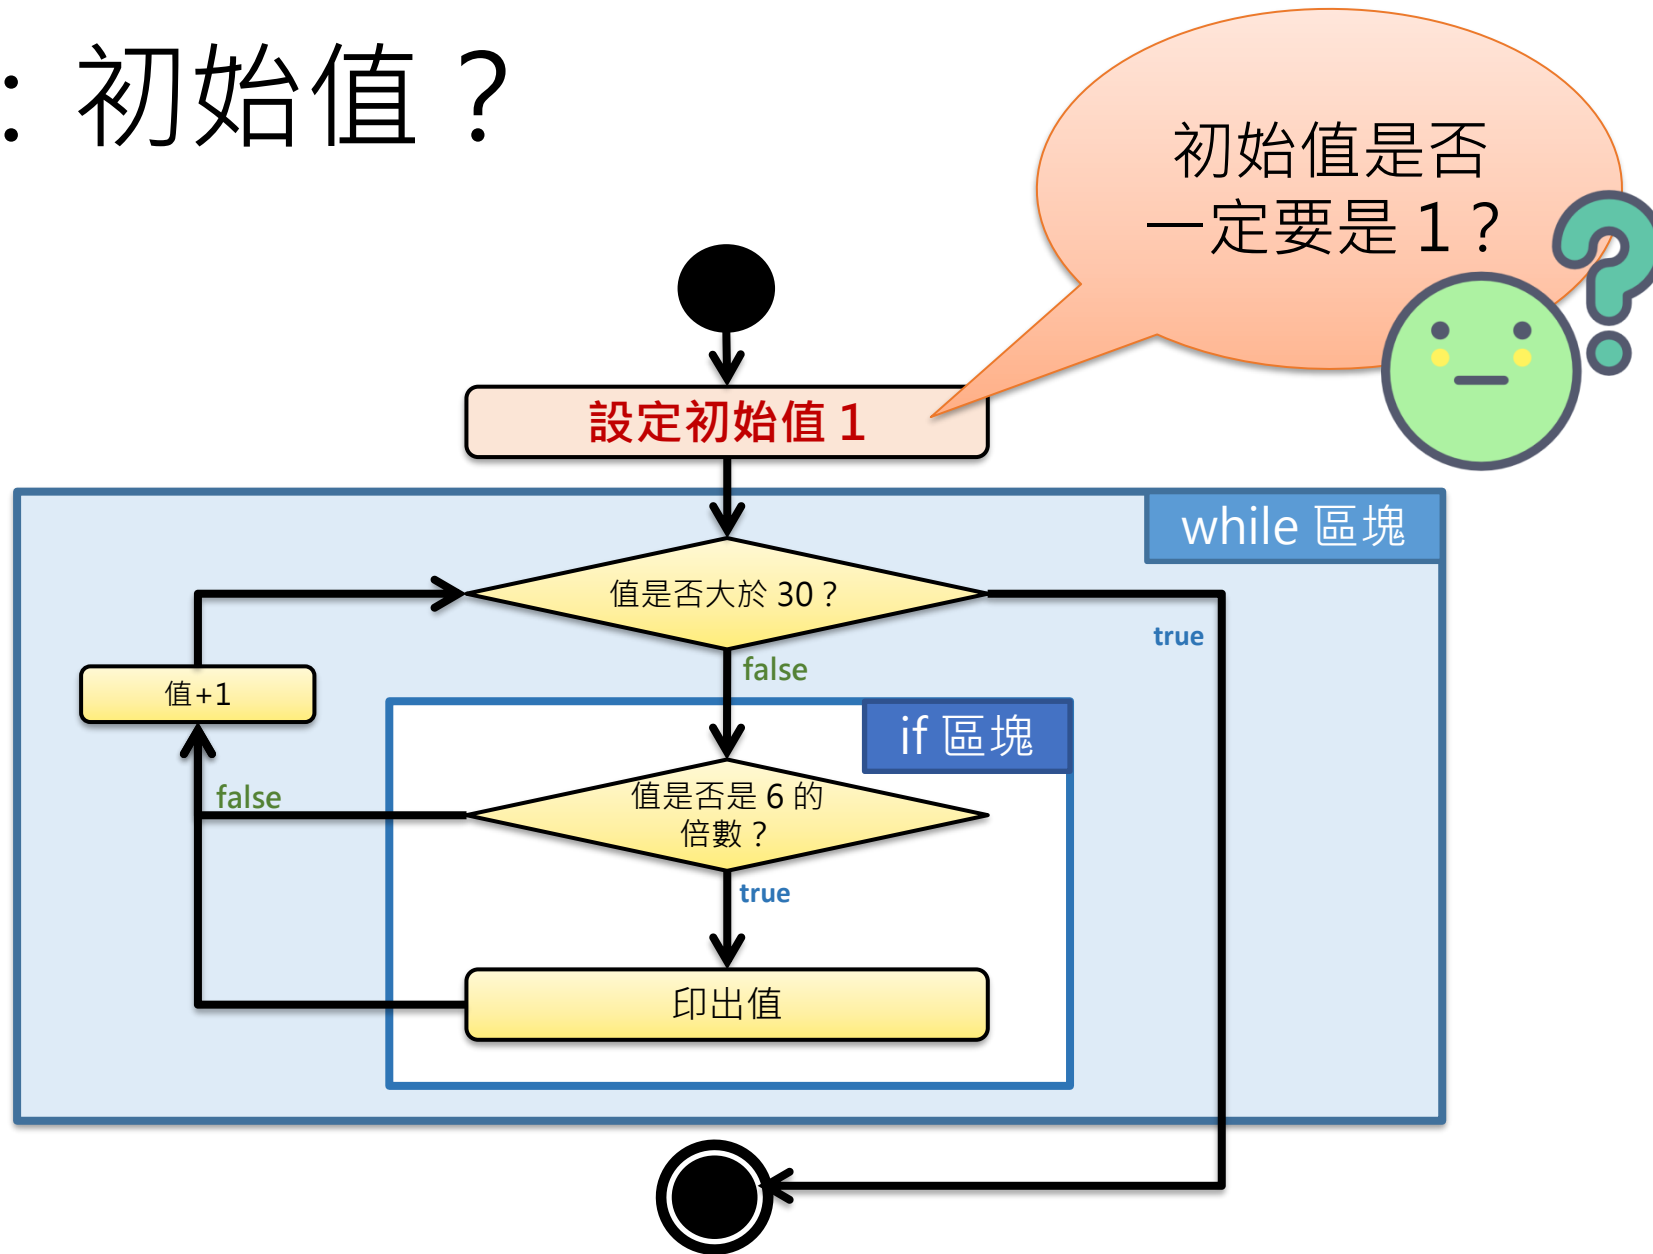 ：初始值？
初始值是否
一定要是 1？
設定初始值 1
while 區塊
值是否大於 30？
true
false
值+1
if 區塊
false
值是否是 6 的
倍數？
true
印出值